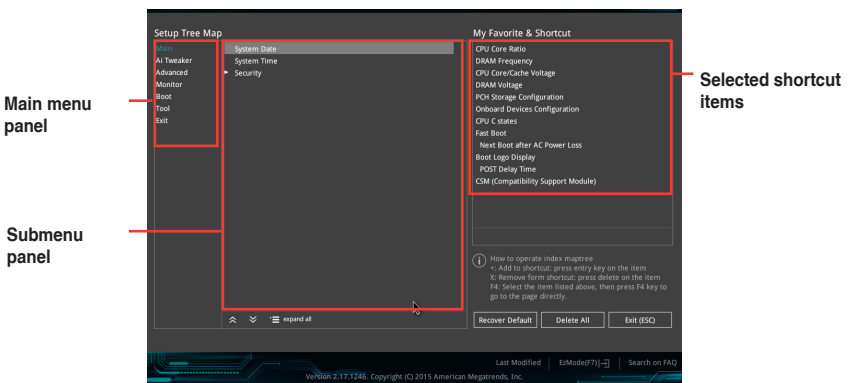 Setup Tree Map
My Favorite & Shortcut
Main
Ai Tweaker
Advanced
Monitor
Boot
Tool
Exit
System Date
System Time
Security
CPU Core Ratio
DRAM Frequency
CPU Core/Cache Voltage
DRAM Voltage
PCH Storage Configuration
Onboard Devices Configuration
CPU C states
Fast Boot
Next Boot after AC Power Loss
Boot Logo Display
POST Delay Time
CSM (Compatibility Support Module)
Main menu
panel
Submenu
panel
Selected shortcut
items
How to operate index maptree
+: Add to shortcut: press entry key on the item
X: Remove form shortcut: press delete on the item
F4: Select the item listed above, then press F4 key to
go to the page directly.
expand all
Recover Default
Delete All
Exit (ESC)
Last Modified
EzMode(F7)
Search on FAQ
Version 2.17.1246. Copyright (C) 2015 American Megatrends, Inc.